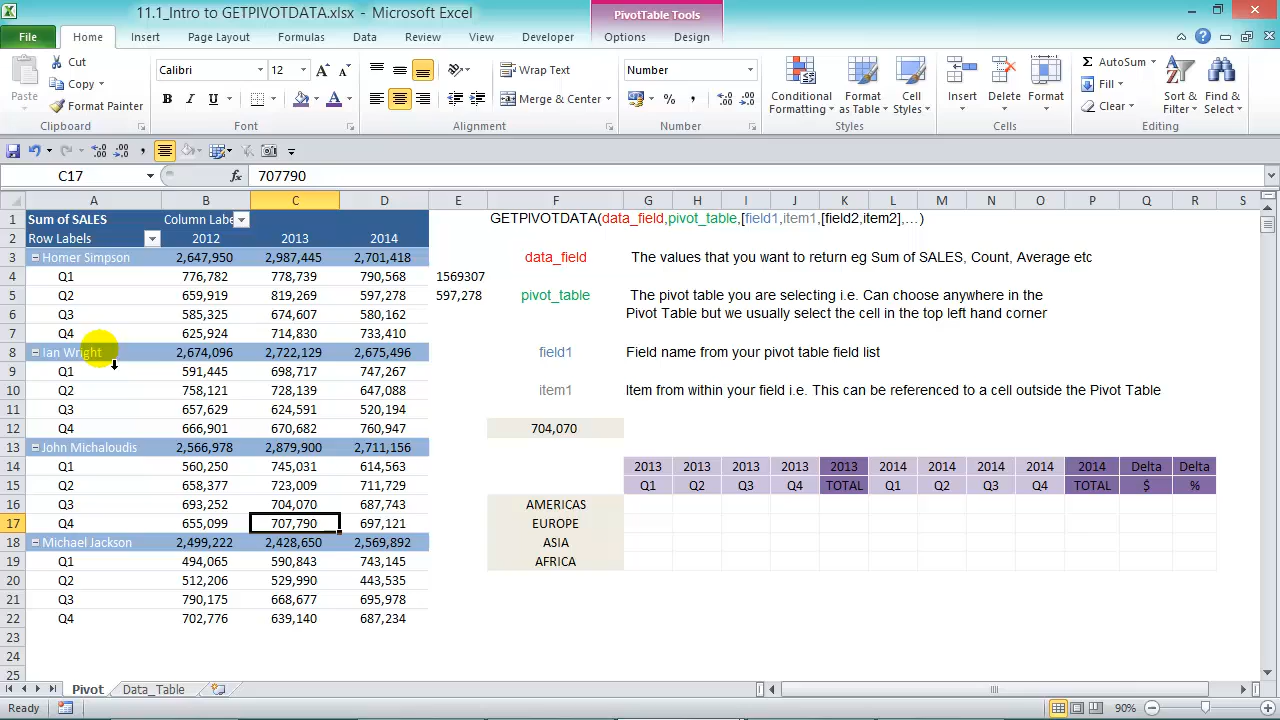 11.1_Intro to GETPIVOTDATA.xlsx - Microsoft Excel
PivotTable Tools
File Home Insert Page Layout Formulas Data Review View Developer Options Design
Paste
Cut
Copy
Format Painter
Clipboard
Calibri 12
B I U
Font
Wrap Text
Merge & Center
Alignment
Number
%
Number
Conditional Formatting
Format as Table
Cell Styles
Styles
Insert Delete Format
Cells
AutoSum
Fill
Clear
Sort & Filter
Find & Select
Editing
C17 fx 707790
A B C D E F G H I J K L M N O P Q R S
1 Sum of SALES Column Labe GETPIVOTDATA(data_field,pivot_table,[field1,item1,[field2,item2],...)
2 Row Labels 2012 2013 2014
3 Homer Simpson 2,647,950 2,987,445 2,701,418 data_field The values that you want to return eg Sum of SALES, Count, Average etc
4 Q1 776,782 778,739 790,568 1569307
5 Q2 659,919 819,269 597,278 597,278 pivot_table The pivot table you are selecting i.e. Can choose anywhere in the
6 Q3 585,325 674,607 580,162 Pivot Table but we usually select the cell in the top left hand corner
7 Q4 625,924 714,830 733,410
8 Ian Wright 2,674,096 2,722,129 2,675,496 field1 Field name from your pivot table field list
9 Q1 591,445 698,717 747,267
10 Q2 758,121 728,139 647,088 item1 Item from within your field i.e. This can be referenced to a cell outside the Pivot Table
11 Q3 657,629 624,591 520,194
12 Q4 666,901 670,682 760,947 704,070
13 John Michaloudis 2,566,978 2,879,900 2,711,156
14 Q1 560,250 745,031 614,563 2013 2013 2013 2013 2013 2014 2014 2014 2014 2014 Delta Delta
15 Q2 658,377 723,009 711,729 Q1 Q2 Q3 Q4 TOTAL Q1 Q2 Q3 Q4 TOTAL $ %
16 Q3 693,252 704,070 687,743 AMERICAS
17 Q4 655,099 707,790 697,121 EUROPE
18 Michael Jackson 2,499,222 2,428,650 2,569,892 ASIA
19 Q1 494,065 590,843 743,145 AFRICA
20 Q2 512,206 529,990 443,535
21 Q3 790,175 668,677 695,978
22 Q4 702,776 639,140 687,234
23
24
25
Pivot Data_Table
Ready 90%